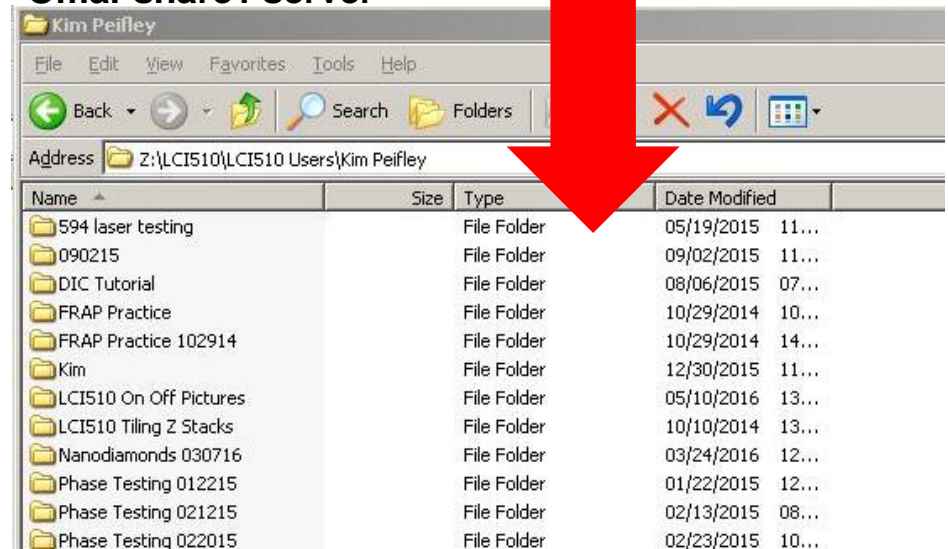 Kim Peifley
File Edit View Favorites Tools Help
Back Search Folders
Address Z:\LCI510\LCI510 Users\Kim Peifley
Name Size Type Date Modified
594 laser testing File Folder 05/19/2015 11...
090215 File Folder 09/02/2015 11...
DIC Tutorial File Folder 08/06/2015 07...
FRAP Practice File Folder 10/29/2014 10...
FRAP Practice 102914 File Folder 10/29/2014 14...
Kim File Folder 12/30/2015 11...
LCI510 On Off Pictures File Folder 05/10/2016 13...
LCI510 Tiling Z Stacks File Folder 10/10/2014 13...
Nanodiamonds 030716 File Folder 03/24/2016 12...
Phase Testing 012215 File Folder 01/22/2015 12...
Phase Testing 021215 File Folder 02/13/2015 08...
Phase Testing 022015 File Folder 02/23/2015 10...